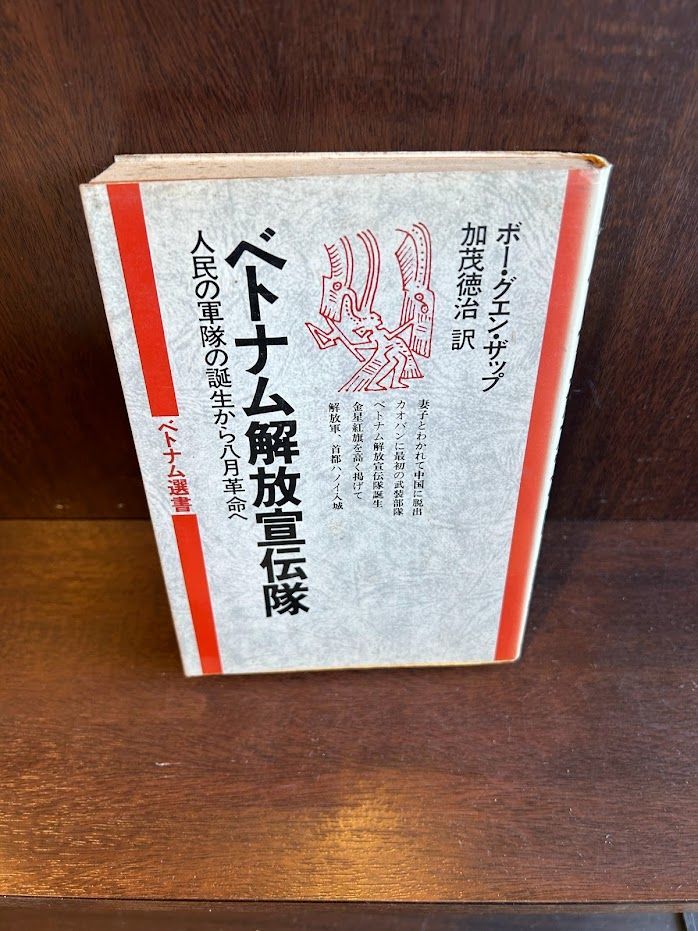 ボー・グエン・ザップ
加茂徳治 訳
妻子とわかれて中国に脱出
カオバンに最初の武装部隊
ベトナム解放宣伝隊誕生
金星紅旗を高く掲げて
解放軍、首都ハノイ入城
ベトナム解放宣伝隊
人民の軍隊の誕生から八月革命へ
ベトナム選書